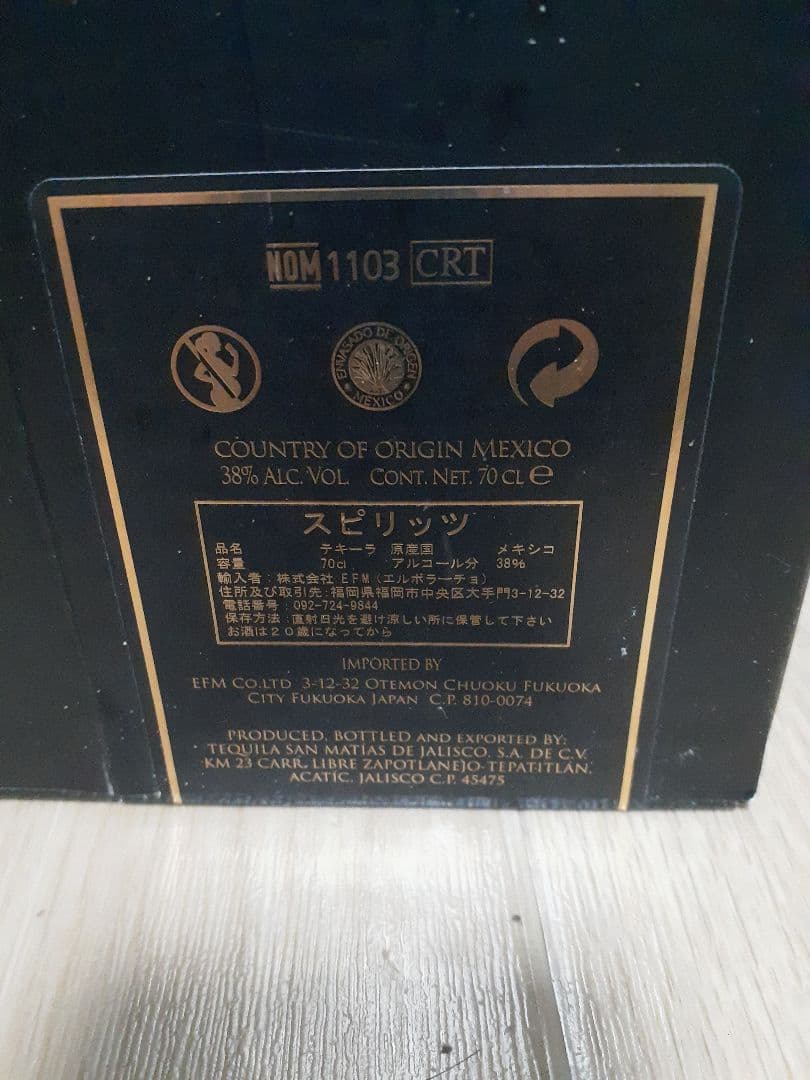 NOM 1103 CRT
ENVASADO DE ORIGEN
MEXICO
COUNTRY OF ORIGIN MEXICO
38% ALC. VOL. CONT. NET. 70 CL e
スピリッツ
品名 テキーラ 原産国 メキシコ
容量 70cl アルコール分 38%
輸入者：株式会社 EFM（エルボラーチョ）
住所及び取引先：福岡県福岡市中央区大手門3-12-32
電話番号：092-724-9844
保存方法：直射四光を避け涼しい所に保管して下さい
お酒は20歳になってから
IMPORTED BY
EFM CO.LTD 3-12-32 OTEMON CHUOKU FUKUOKA
CITY FUKUOKA JAPAN C.P. 810-0074
PRODUCED, BOTTLED AND EXPORTED BY:
TEQUILA SAN MATÍAS DE JALISCO, S.A. DE C.V.
KM 23 CARR. LIBRE ZAPOTLANEJO-TEPATITLÁN,
ACATIC, JALISCO C.P. 45475